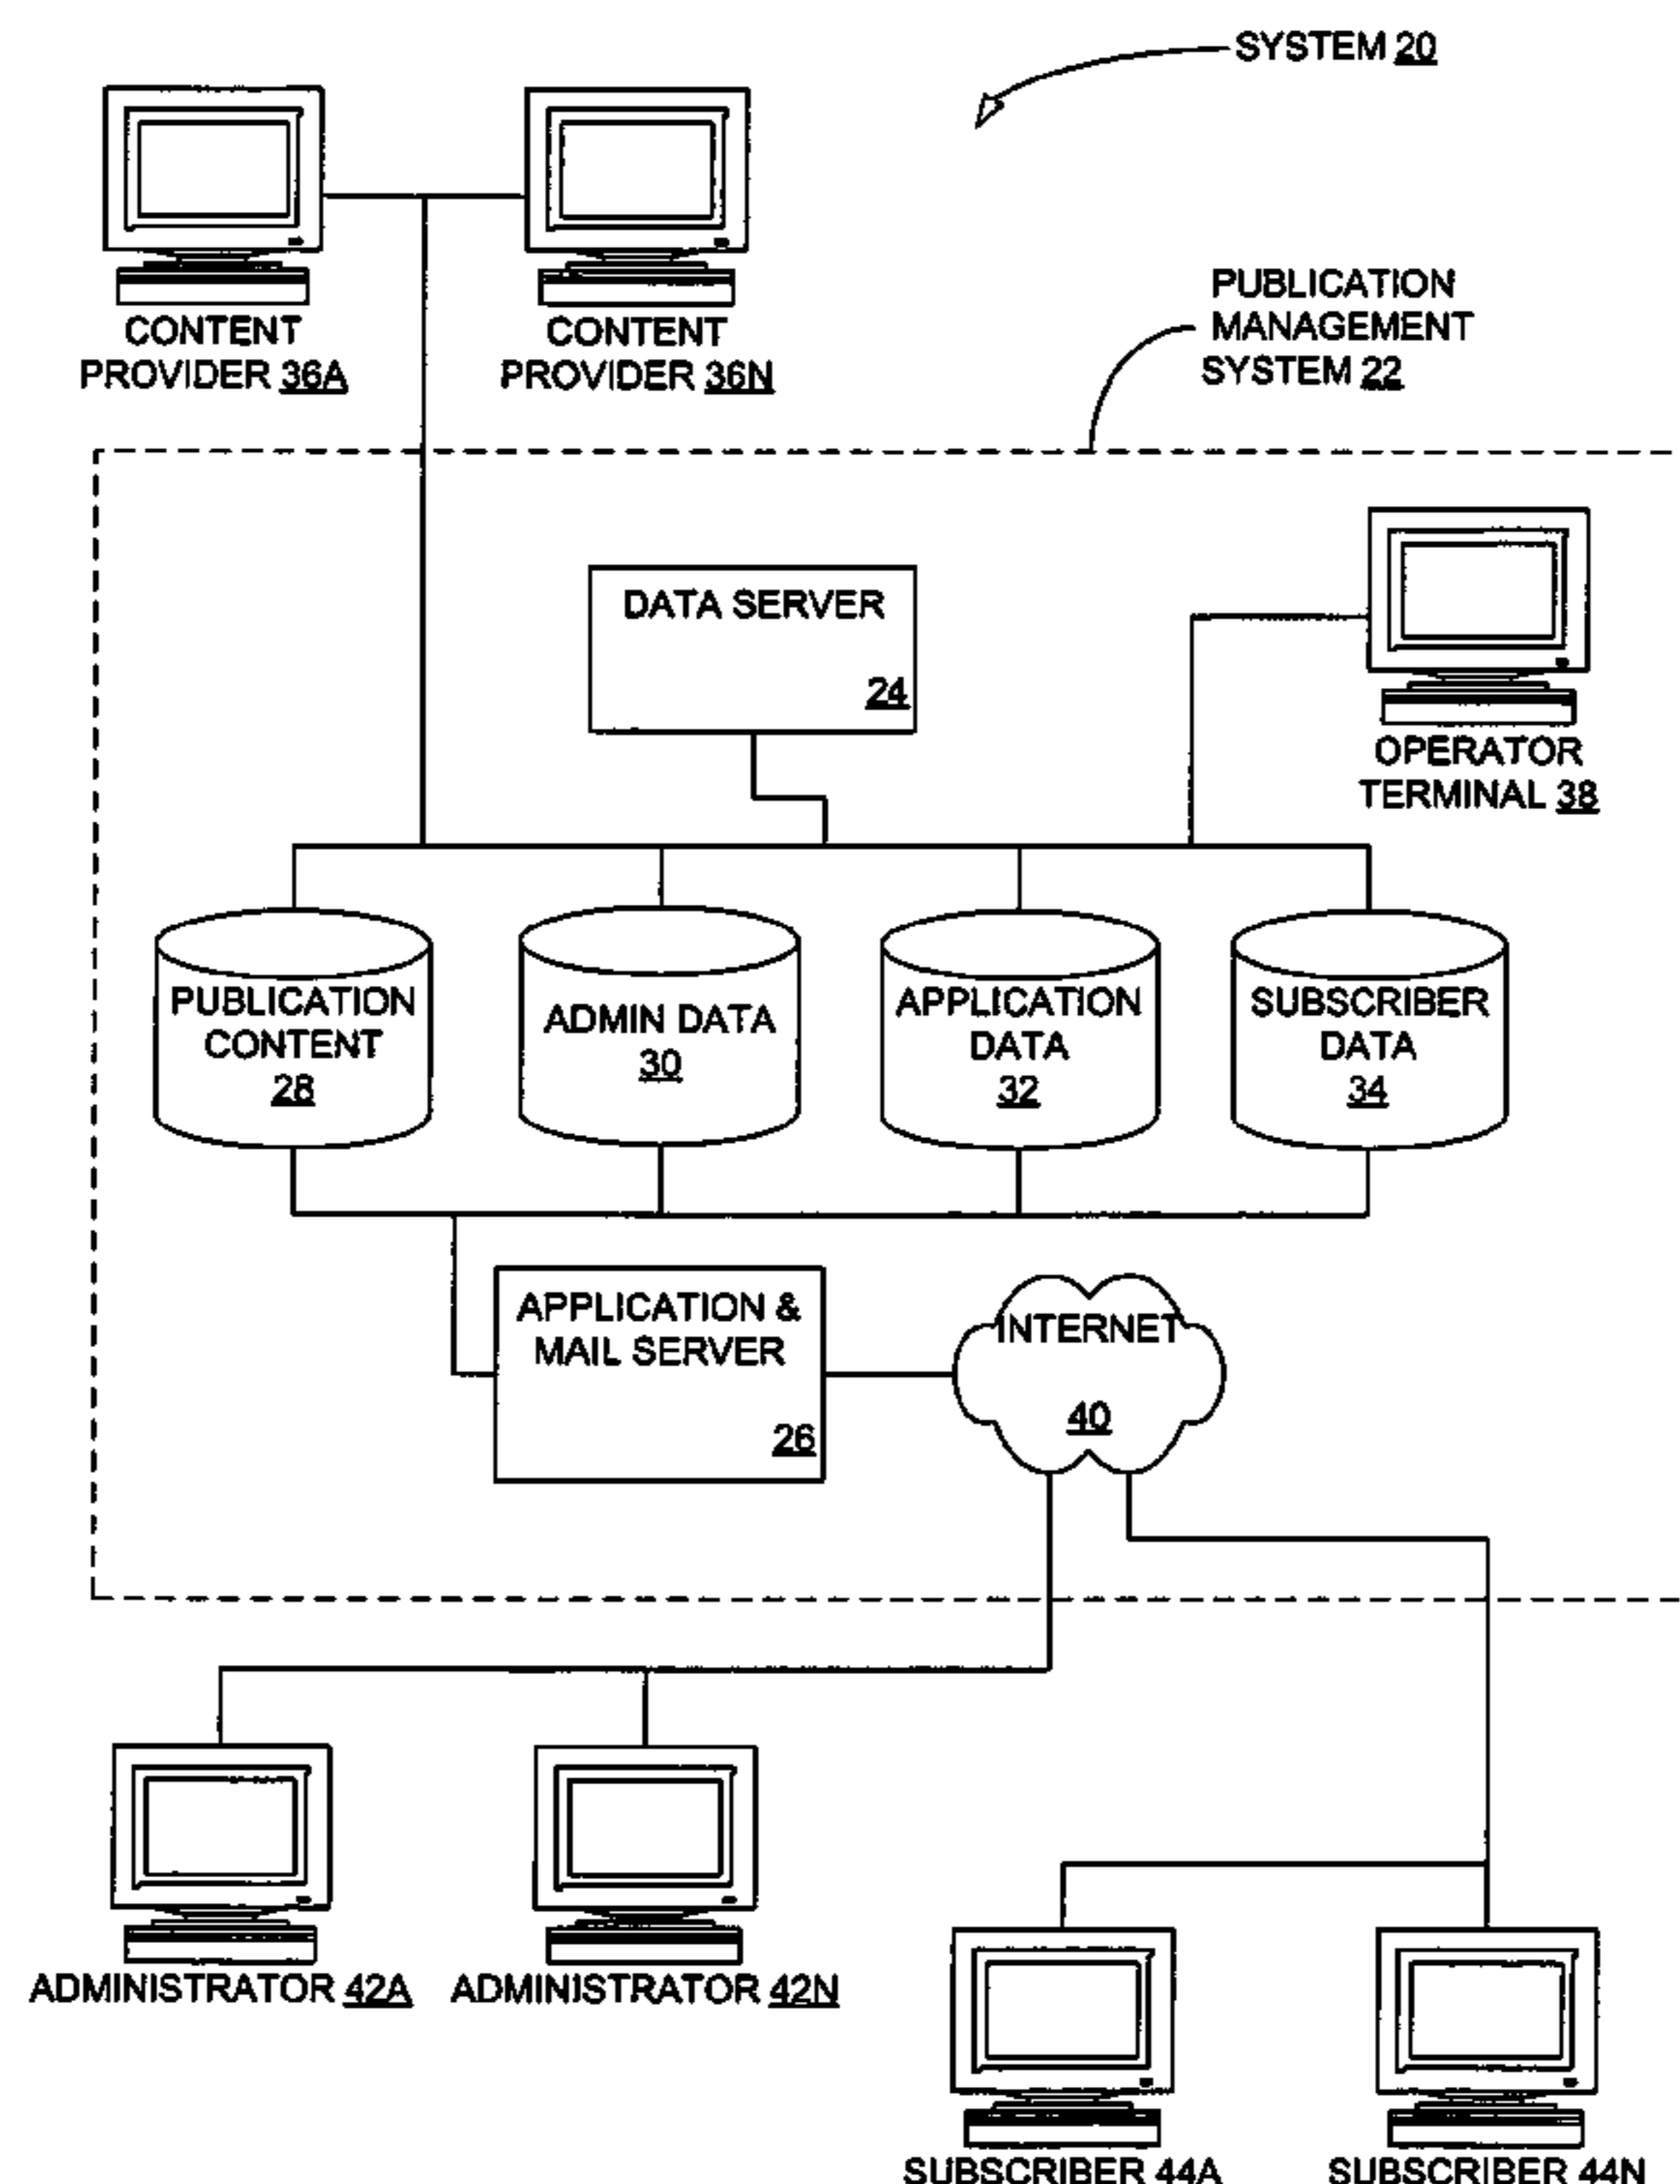 SYSTEM 20
CONTENT
PROVIDER 36A
CONTENT
PROVIDER 36N
PUBLICATION
MANAGEMENT
SYSTEM 22
DATA SERVER
24
OPERATOR
TERMINAL 38
PUBLICATION
CONTENT
28
ADMIN DATA
30
APPLICATION
DATA
32
SUBSCRIBER
DATA
34
APPLICATION &
MAIL SERVER
26
INTERNET
40
ADMINISTRATOR 42A
ADMINISTRATOR 42N
SUBSCRIBER 44A
SUBSCRIBER 44N